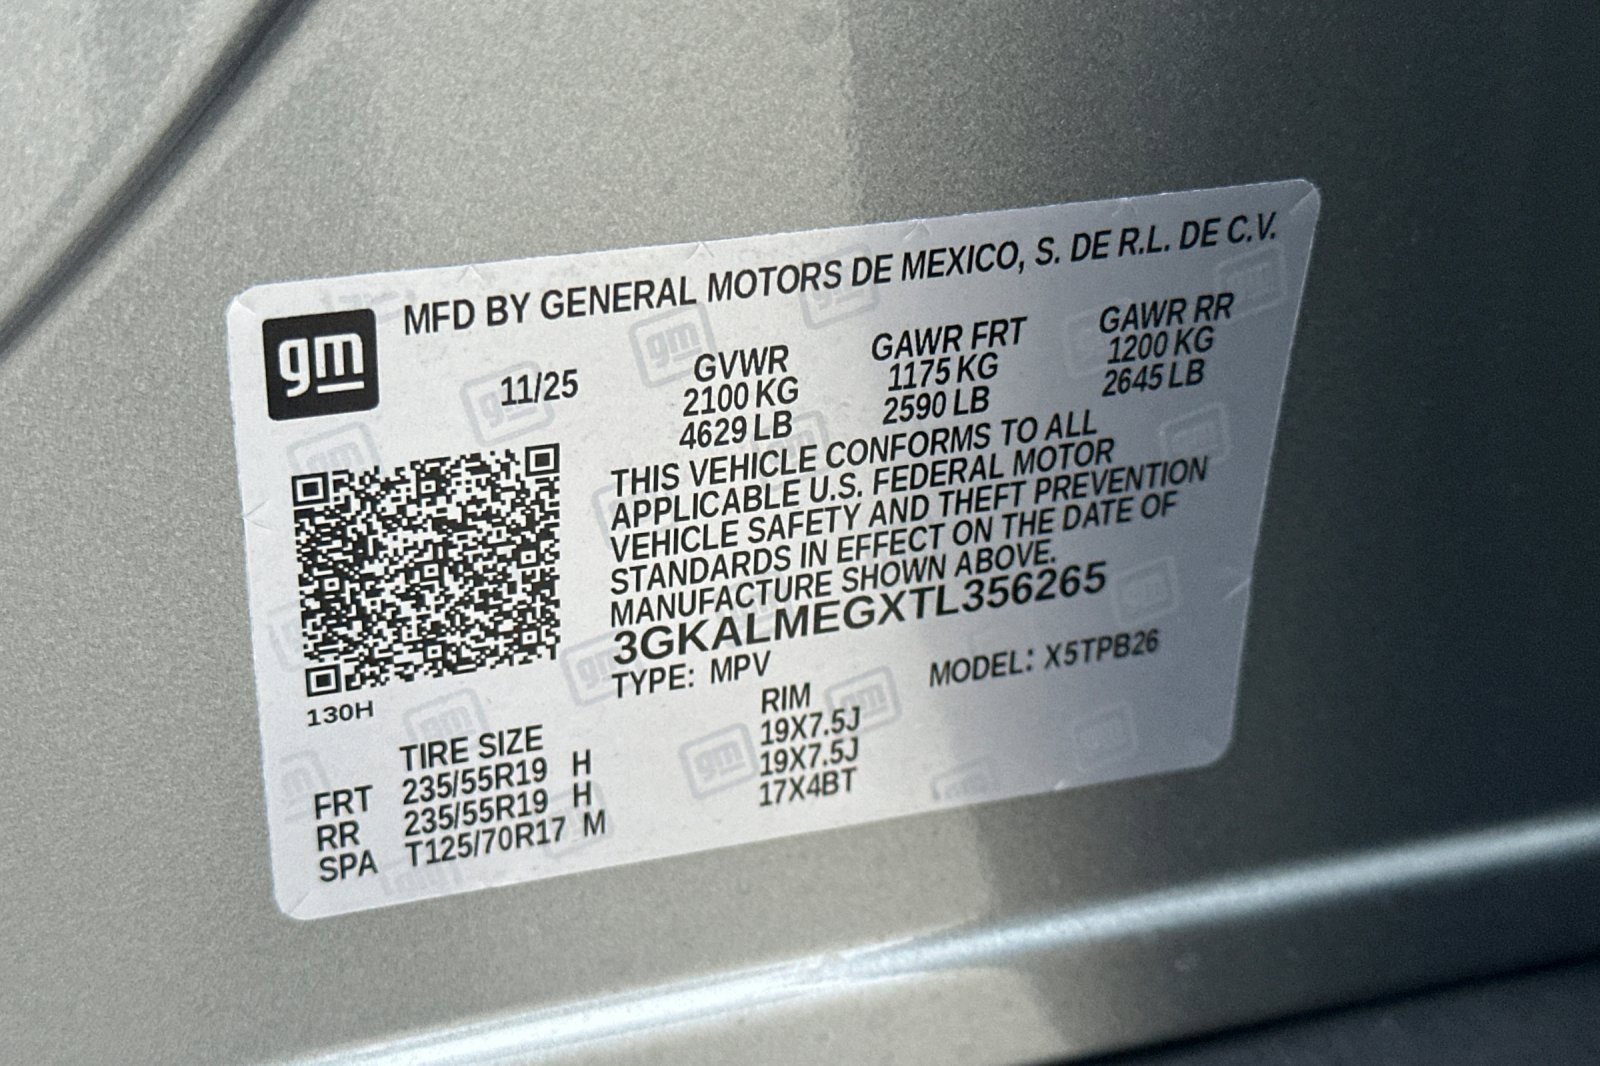 MFD BY GENERAL MOTORS DE MEXICO, S. DE R.L. DE C.V.
gm
11/25
GVWR
2100 KG
4629 LB
GAWR FRT
1175 KG
2590 LB
GAWR RR
1200 KG
2645 LB
THIS VEHICLE CONFORMS TO ALL
APPLICABLE U.S. FEDERAL MOTOR
VEHICLE SAFETY AND THEFT PREVENTION
STANDARDS IN EFFECT ON THE DATE OF
MANUFACTURE SHOWN ABOVE.
3GKALMEGXTL356265
TYPE: MPV MODEL: X5TPB26
130H
TIRE SIZE RIM
FRT 235/55R19 H 19X7.5J
RR 235/55R19 H 19X7.5J
SPA T125/70R17 M 17X4BT